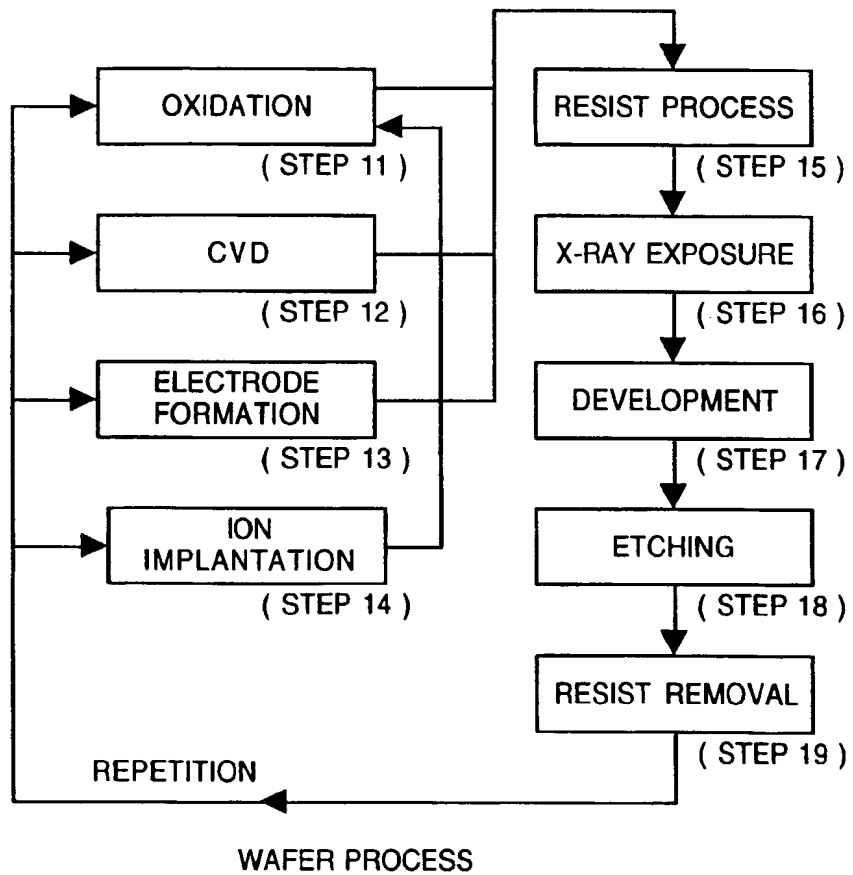 OXIDATION
( STEP 11 )
CVD
( STEP 12 )
ELECTRODE
FORMATION
( STEP 13 )
ION
IMPLANTATION
( STEP 14 )
RESIST PROCESS
( STEP 15 )
X-RAY EXPOSURE
( STEP 16 )
DEVELOPMENT
( STEP 17 )
ETCHING
( STEP 18 )
RESIST REMOVAL
( STEP 19 )
REPETITION
WAFER PROCESS